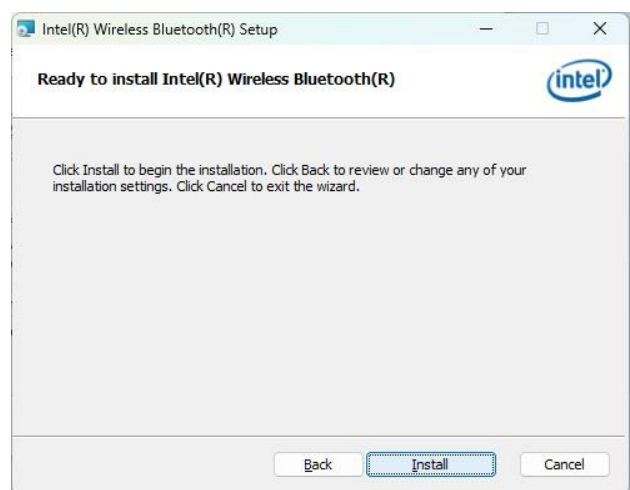 Intel(R) Wireless Bluetooth(R) Setup
Ready to install Intel(R) Wireless Bluetooth(R)
intel
Click Install to begin the installation. Click Back to review or change any of your
installation settings. Click Cancel to exit the wizard.
Back
Install
Cancel